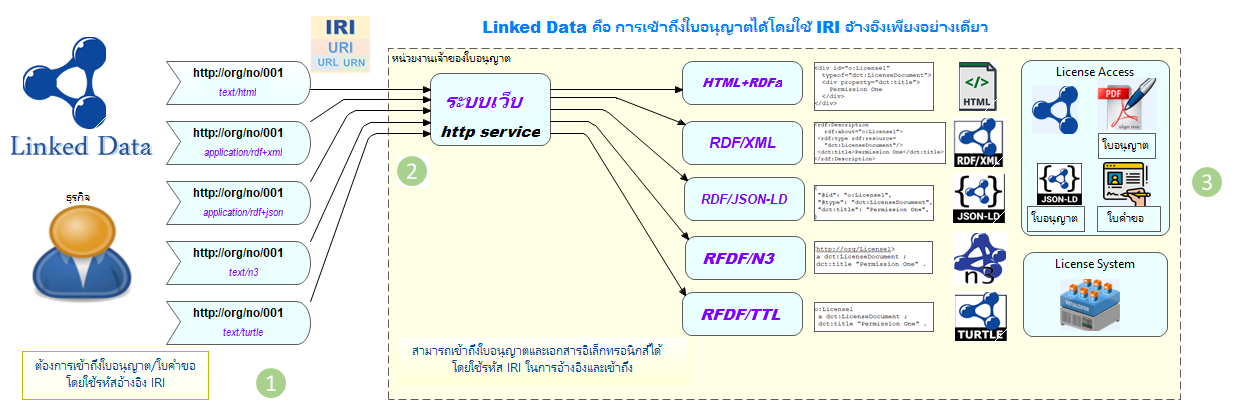 Linked Data คือ การเข้าถึงใบอนุญาตได้โดยใช้ IRI อ้างอิงเพียงอย่างเดียว
IRI
URI
URL URN
Linked Data
ธุรกิจ
ต้องการเข้าถึงใบอนุญาต/ใบคำขอ
โดยใช้รหัสอ้างอิง IRI
1
http://org/no/001
text/html
http://org/no/001
application/rdf+xml
http://org/no/001
application/rdf+json
http://org/no/001
text/n3
http://org/no/001
text/turtle
หน่วยงานเจ้าของใบอนุญาต
ระบบเว็บ
http service
2
HTML+RDFa
<div id="o:License1"
typeof="dct:LicenseDocument">
<div property="dct:title">
Permission One
</div>
</div>
</>
HTML
RDF/XML
<rdf:Description
rdf:about="o:License1">
<rdf:type rdf:resource=
"dct:LicenseDocument"/>
<dct:title>Permission One</dct:title>
</rdf:Description>
RDF/XML
RDF/JSON-LD
{
"@id": "o:License1",
"@type": "dct:LicenseDocument",
"dct:title": "Permission One",
}
{ }
JSON-LD
RFDF/N3
<http://org/License1>
a dct:LicenseDocument ;
dct:title "Permission One" .
n3
RFDF/TTL
o:License1
a dct:LicenseDocument ;
dct:title "Permission One" .
TURTLE
สามารถเข้าถึงใบอนุญาตและเอกสารอิเล็กทรอนิกส์ได้
โดยใช้รหัส IRI ในการอ้างอิงและเข้าถึง
License Access
PDF
ใบอนุญาต
{ }
JSON-LD
ใบอนุญาต
ใบคำขอ
3
License System